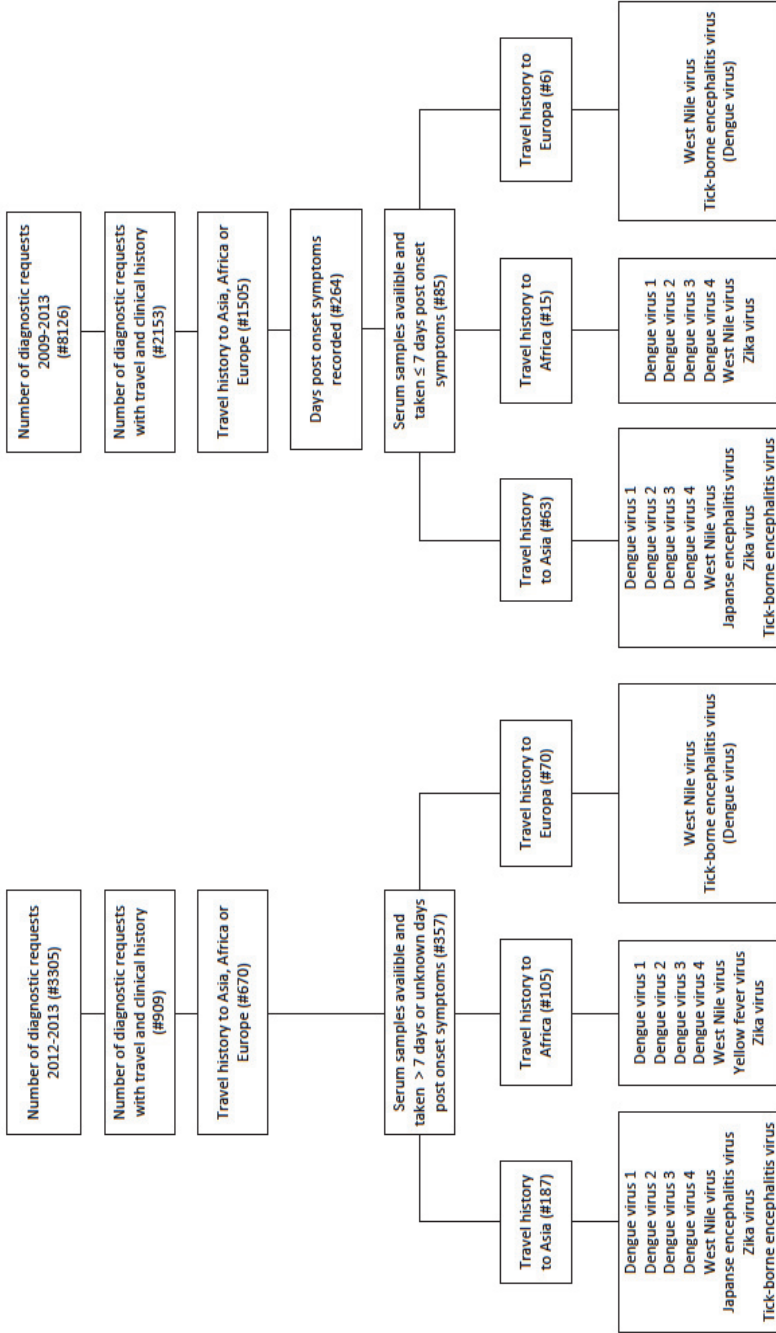 Number of diagnostic requests
2012-2013 (#3305)
Number of diagnostic requests
with travel and clinical history
(#909)
Travel history to Asia, Africa or
Europe (#670)
Serum samples availible and
taken > 7 days or unknown days
post onset symptoms (#357)
Travel history
to Asia (#187)
Travel history to
Africa (#105)
Travel history to
Europa (#70)
Dengue virus 1
Dengue virus 2
Dengue virus 3
Dengue virus 4
West Nile virus
Japanse encephalitis virus
Zika virus
Tick-borne encephalitis virus
Dengue virus 1
Dengue virus 2
Dengue virus 3
Dengue virus 4
West Nile virus
Yellow fever virus
Zika virus
West Nile virus
Tick-borne encephalitis virus
(Dengue virus)
Number of diagnostic requests
2009-2013
(#8126)
Number of diagnostic requests
with travel and clinical history
(#2153)
Travel history to Asia, Africa or
Europe (#1505)
Days post onset symptoms
recorded (#264)
Serum samples availible and
taken ≤ 7 days post onset
symptoms (#85)
Travel history
to Asia (#63)
Travel history to
Africa (#15)
Travel history to
Europa (#6)
Dengue virus 1
Dengue virus 2
Dengue virus 3
Dengue virus 4
West Nile virus
Japanse encephalitis virus
Zika virus
Tick-borne encephalitis virus
Dengue virus 1
Dengue virus 2
Dengue virus 3
Dengue virus 4
West Nile virus
Zika virus
West Nile virus
Tick-borne encephalitis virus
(Dengue virus)